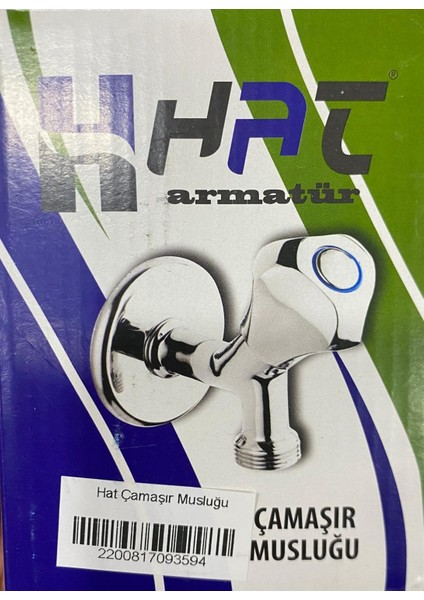 HAT®
armatür
Hat Çamaşır Musluğu
2200817093594
ÇAMAŞIR
MUSLUĞU